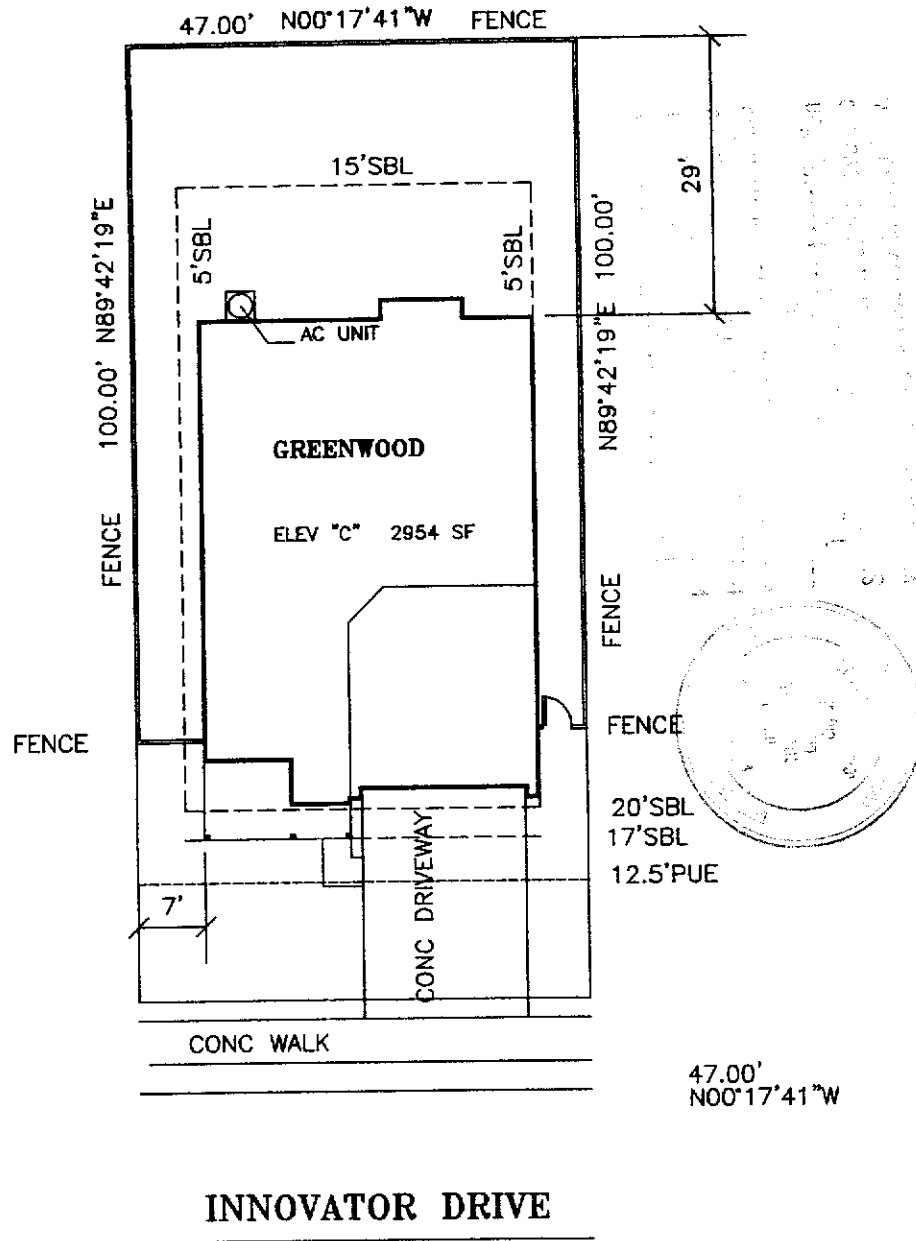 47.00' N00°17'41"W FENCE
15'SBL
29'
5'SBL
5'SBL
100.00' N89°42'19"E
N89°42'19"E 100.00'
AC UNIT
GREENWOOD
ELEV "C" 2954 SF
FENCE
FENCE
FENCE
FENCE
20'SBL
17'SBL
12.5'PUE
7'
CONC DRIVEWAY
CONC WALK
47.00'
N00°17'41"W
INNOVATOR DRIVE